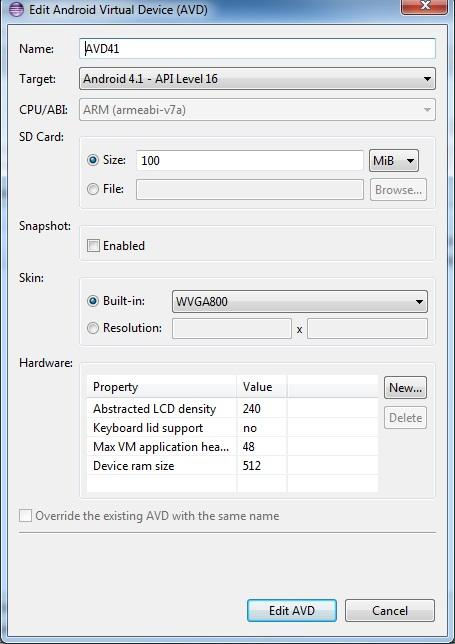 Edit Android Virtual Device (AVD)
Name: AVD41
Target: Android 4.1 - API Level 16
CPU/ABI: ARM (armeabi-v7a)
SD Card:
Size: 100 MiB
File: Browse...
Snapshot:
Enabled
Skin:
Built-in: WVGA800
Resolution: x
Hardware:
Property Value New...
Abstracted LCD density 240 Delete
Keyboard lid support no
Max VM application hea... 48
Device ram size 512
Override the existing AVD with the same name
Edit AVD Cancel